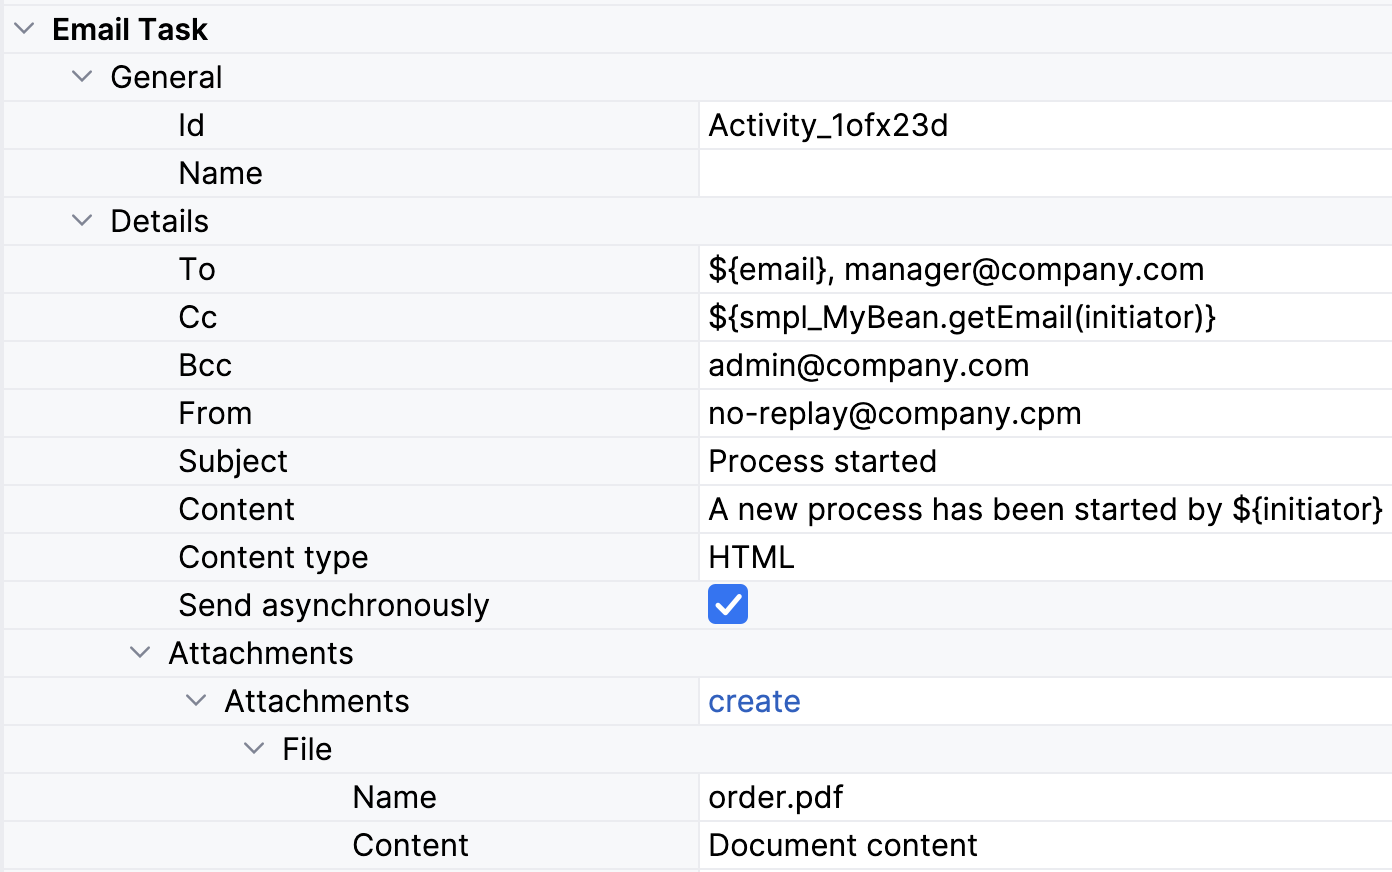 Email Task
General
Id Activity_1ofx23d
Name
Details
To ${email}, manager@company.com
Cc ${smpl_MyBean.getEmail(initiator)}
Bcc admin@company.com
From no-replay@company.cpm
Subject Process started
Content A new process has been started by ${initiator}
Content type HTML
Send asynchronously
Attachments
Attachments create
File
Name order.pdf
Content Document content